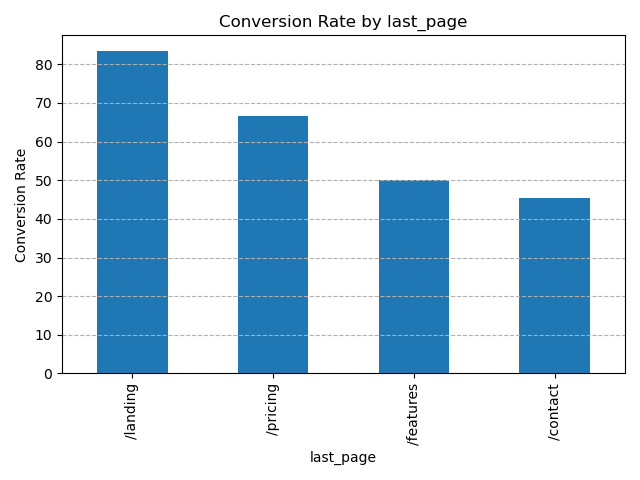 Conversion Rate by last_page
Conversion Rate
80
70
60
50
40
30
20
10
0
/landing
/pricing
/features
/contact
last_page